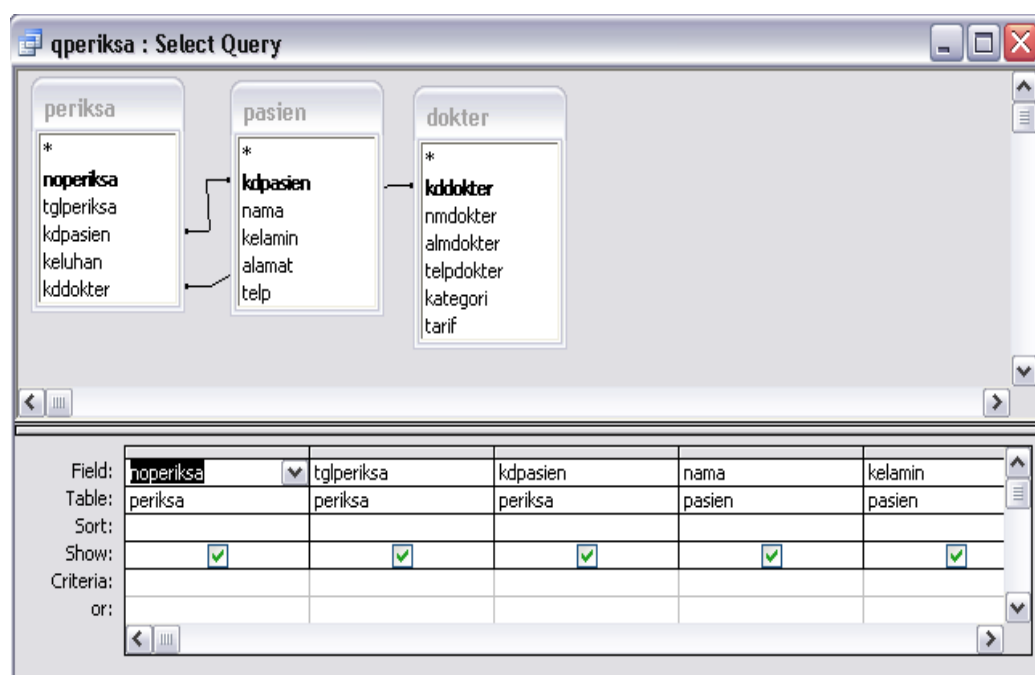 qperiksa : Select Query
periksa
*
noperiksa
tglperiksa
kdpasien
keluhan
kddokter
pasien
*
kdpasien
nama
kelamin
alamat
telp
dokter
*
kddokter
nmdokter
almdokter
telpdokter
kategori
tarif
Field: noperiksa tglperiksa kdpasien nama kelamin
Table: periksa periksa periksa pasien pasien
Sort:
Show:
Criteria:
or: